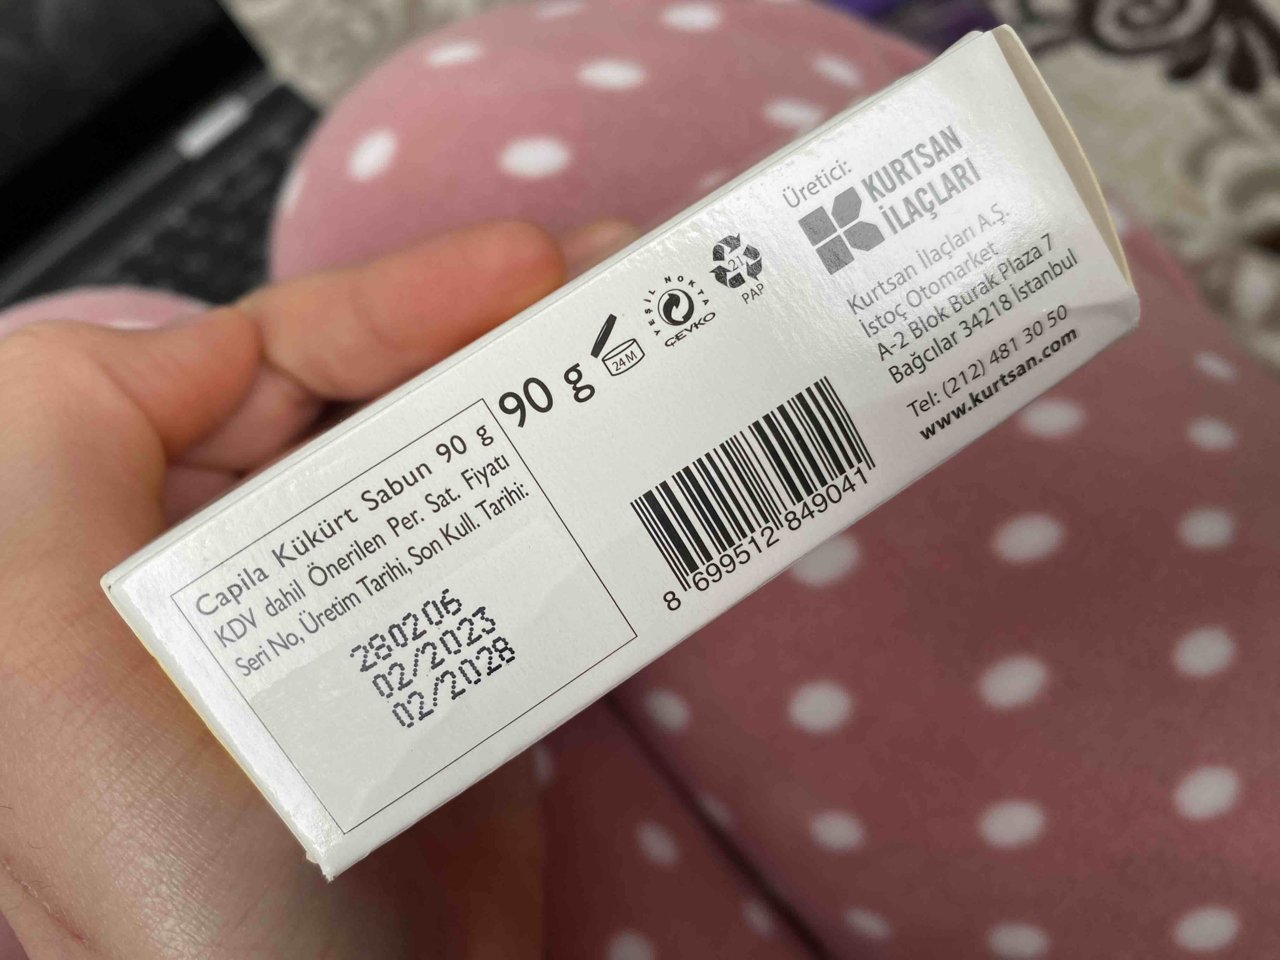 Capila Kükürt Sabun 90 g
KDV dahil Önerilen Per. Sat. Fiyatı
Seri No, Üretim Tarihi, Son Kull. Tarihi:
280206
02/2023
02/2028
90 g
24 M
YEŞİL NOKTA
ÇEVKO
21
PAP
8 699512 849041
Üretici:
KURTSAN
İLAÇLARI
Kurtsan İlaçları A.Ş.
İstoç Otomarket
A-2 Blok Burak Plaza 7
Bağcılar 34218 İstanbul
Tel: (212) 481 30 50
www.kurtsan.com